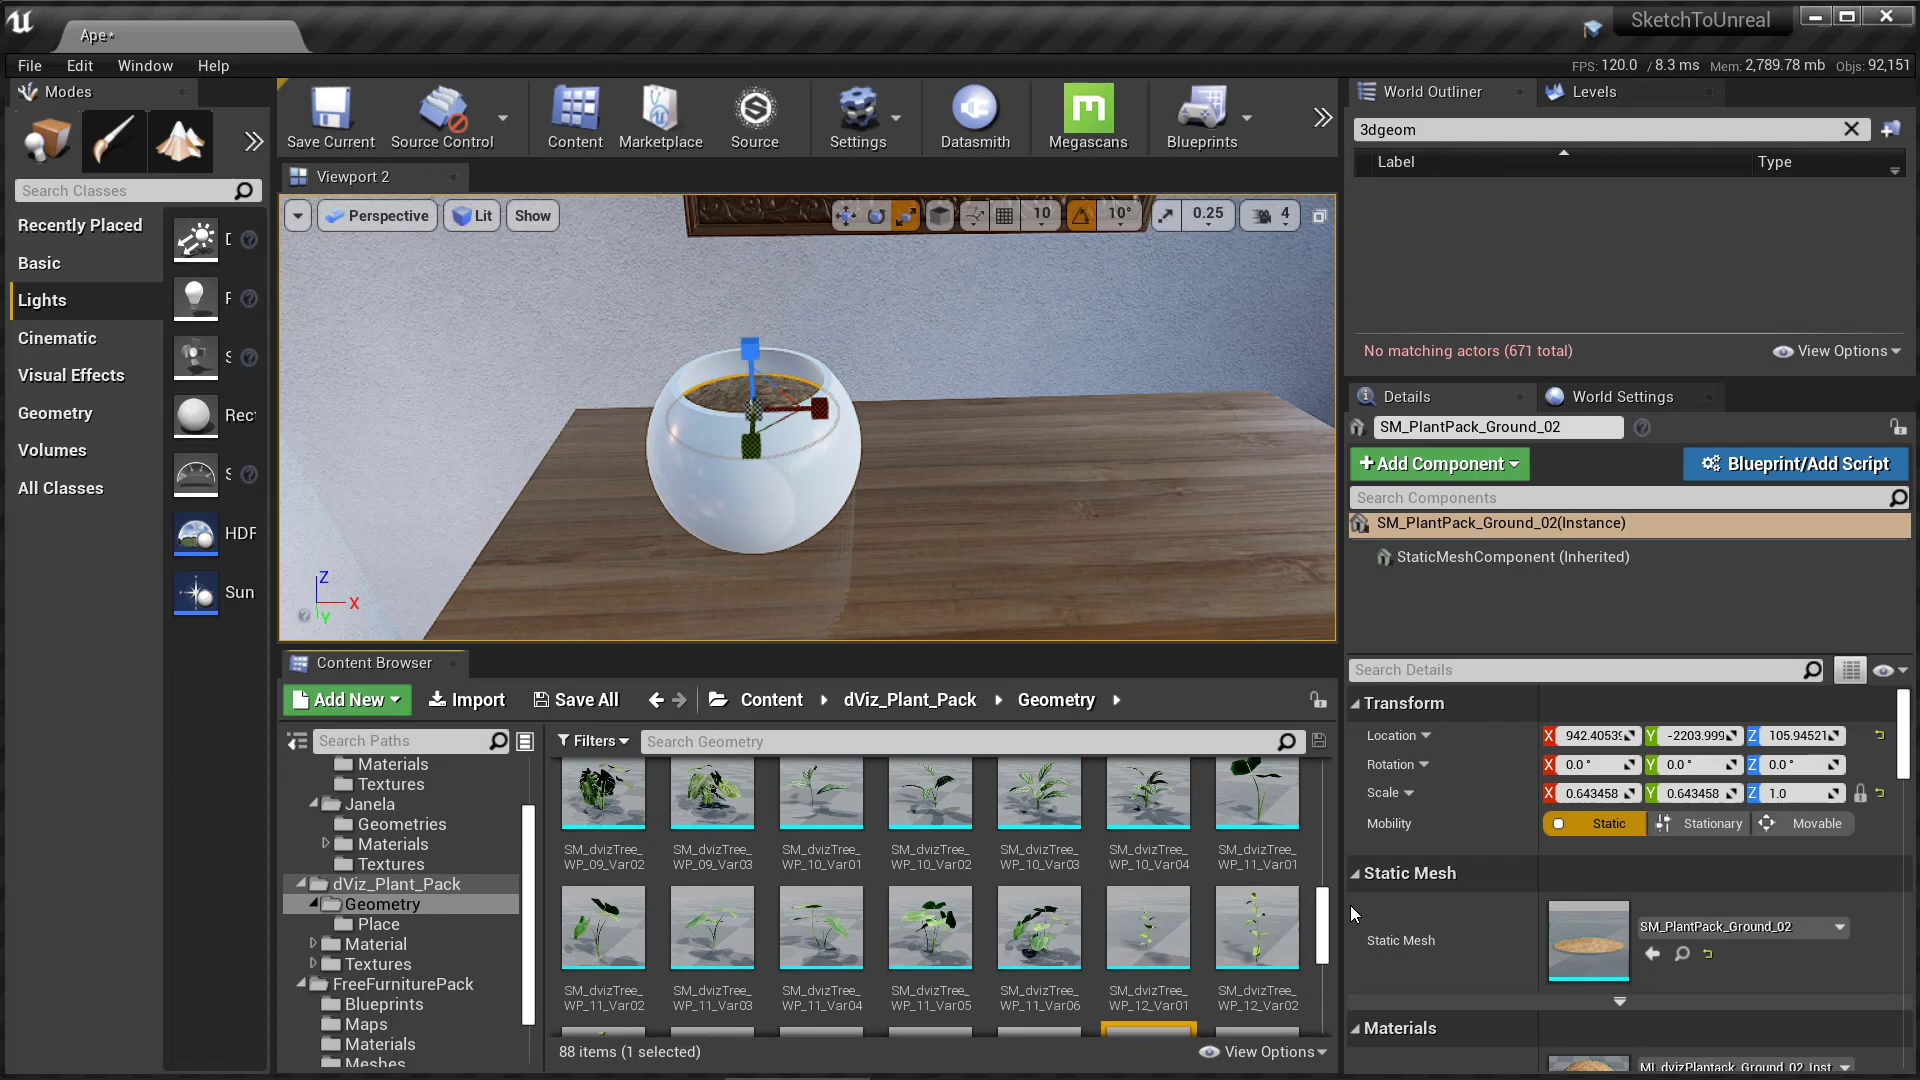 Ape*
SketchToUnreal
File
Edit
Window
Help
FPS: 120.0 / 8.3 ms Mem: 2,789.78 mb Objs: 92,151
Modes
Save Current
Source Control
Content
Marketplace
Source
Settings
Datasmith
Megascans
Blueprints
World Outliner
Levels
3dgeom
Label
Type
Search Classes
Viewport 2
Perspective
Lit
Show
10
10°
0.25
4
Recently Placed
Basic
Lights
Cinematic
Visual Effects
Geometry
Volumes
All Classes
Rect
HDF
Sun
Z
X
Y
No matching actors (671 total)
View Options
Details
World Settings
SM_PlantPack_Ground_02
+Add Component
Blueprint/Add Script
Search Components
SM_PlantPack_Ground_02(Instance)
StaticMeshComponent (Inherited)
Content Browser
Search Details
Add New
Import
Save All
Content
dViz_Plant_Pack
Geometry
Transform
Location
X 942.40539
Y -2203.999
Z 105.94521
Rotation
X 0.0 °
Y 0.0 °
Z 0.0 °
Scale
X 0.643458
Y 0.643458
Z 1.0
Mobility
Static
Stationary
Movable
Search Paths
Filters
Search Geometry
Materials
Textures
Janela
Geometries
Materials
Textures
dViz_Plant_Pack
Geometry
Place
Material
Textures
FreeFurniturePack
Blueprints
Maps
Materials
Meshes
SM_dvizTree_
WP_09_Var02
SM_dvizTree_
WP_09_Var03
SM_dvizTree_
WP_10_Var01
SM_dvizTree_
WP_10_Var02
SM_dvizTree_
WP_10_Var03
SM_dvizTree_
WP_10_Var04
SM_dvizTree_
WP_11_Var01
SM_dvizTree_
WP_11_Var02
SM_dvizTree_
WP_11_Var03
SM_dvizTree_
WP_11_Var04
SM_dvizTree_
WP_11_Var05
SM_dvizTree_
WP_11_Var06
SM_dvizTree_
WP_12_Var01
SM_dvizTree_
WP_12_Var02
88 items (1 selected)
View Options
Static Mesh
Static Mesh
SM_PlantPack_Ground_02
Materials
MI_dvizPlantack_Ground_02_Inst